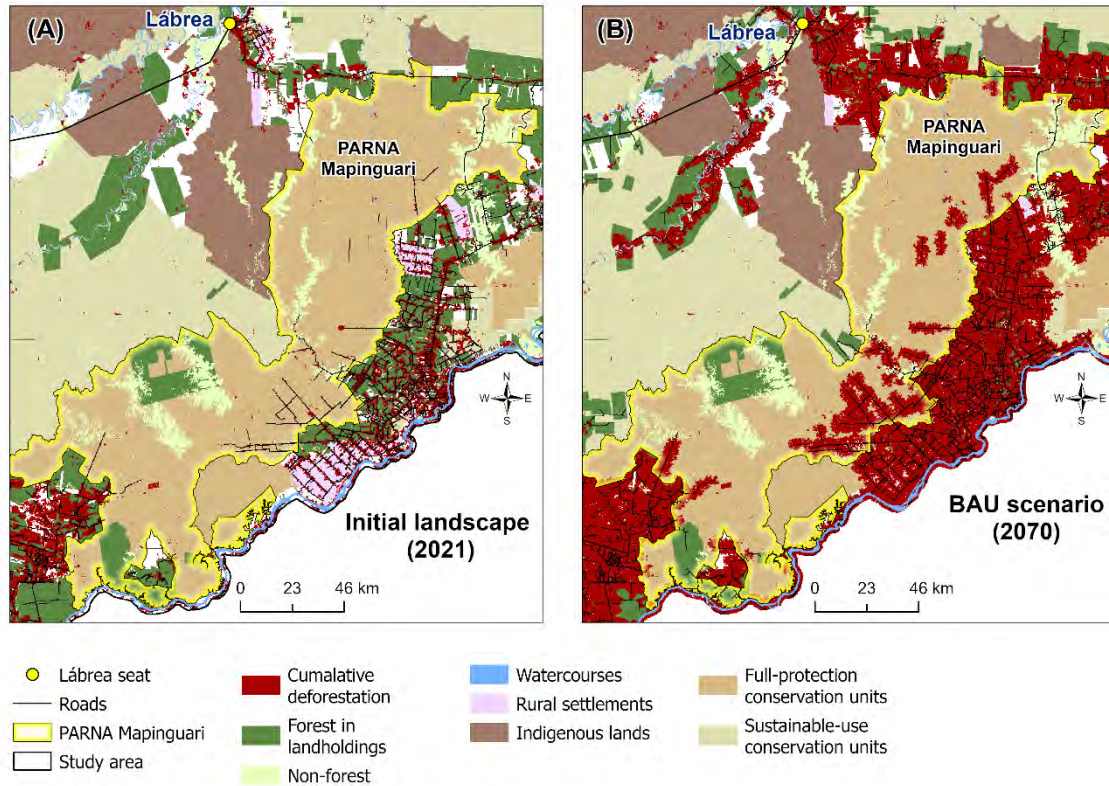 (A)
Lábrea
PARNA
Mapinguari
N
W E
S
Initial landscape
(2021)
0 23 46 km
(B)
Lábrea
PARNA
Mapinguari
N
W E
S
BAU scenario
(2070)
0 23 46 km
Lábrea seat
Roads
PARNA Mapinguari
Study area
Cumalative
deforestation
Forest in
landholdings
Non-forest
Watercourses
Rural settlements
Indigenous lands
Full-protection
conservation units
Sustainable-use
conservation units